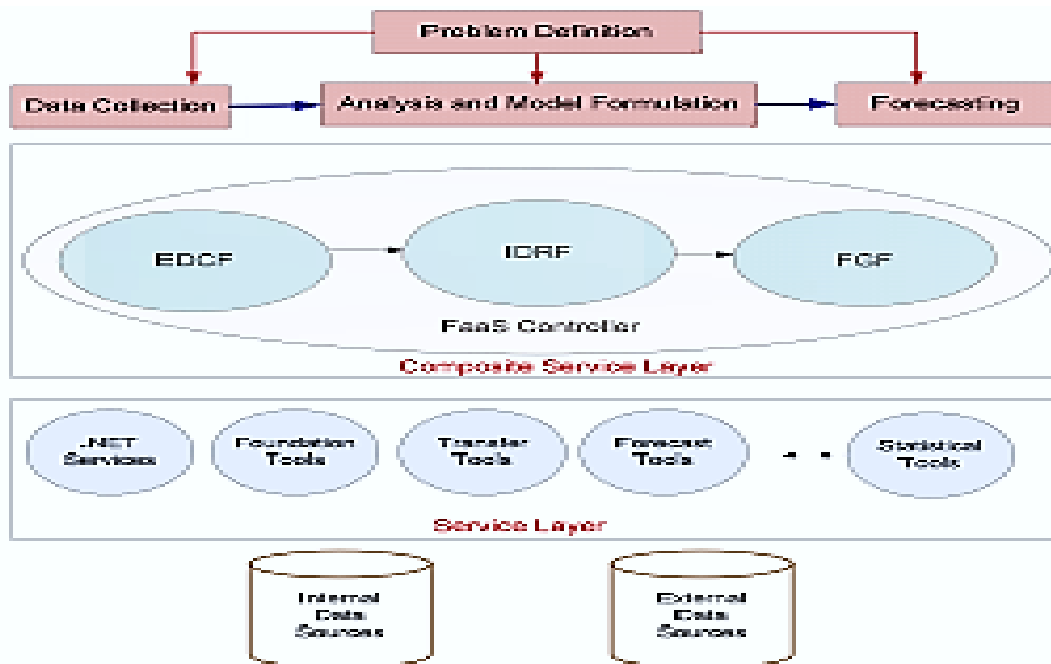 Problem Definition
Data Collection
Analysis and Model Formulation
Forecasting
EDCF
IDRF
FGF
FaaS Controller
Composite Service Layer
.NET
Services
Foundation
Tools
Transfer
Tools
Forecast
Tools
Statistical
Tools
Service Layer
Internal
Data
Sources
External
Data
Sources